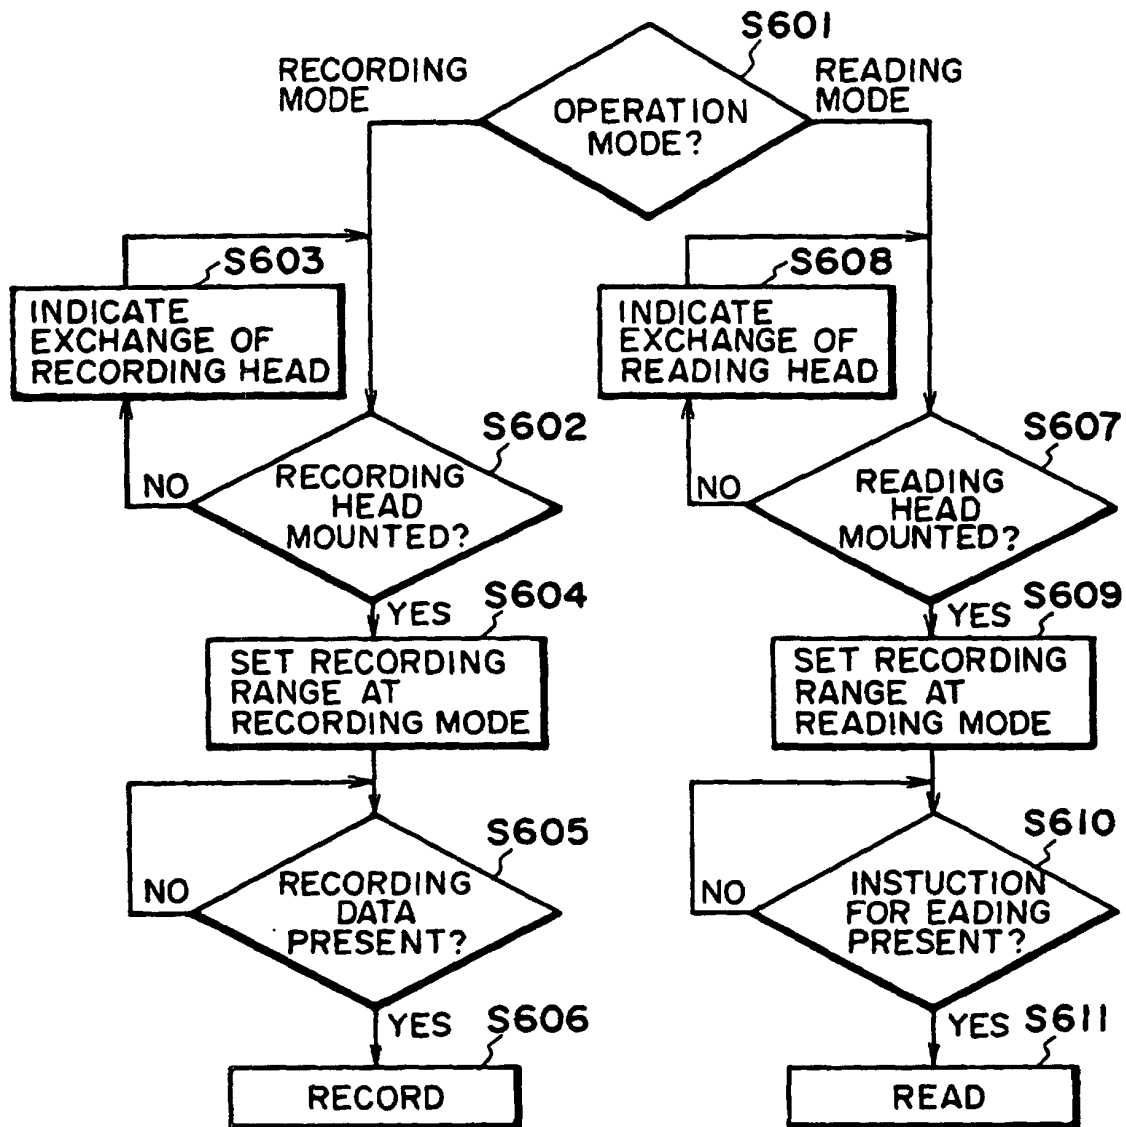 S601
RECORDING
MODE
READING
MODE
OPERATION
MODE?
S603
INDICATE
EXCHANGE OF
RECORDING HEAD
S608
INDICATE
EXCHANGE OF
READING HEAD
S602
NO
RECORDING
HEAD
MOUNTED?
S607
NO
READING
HEAD
MOUNTED?
YES
S604
SET RECORDING
RANGE AT
RECORDING MODE
YES
S609
SET RECORDING
RANGE AT
READING MODE
S605
NO
RECORDING
DATA
PRESENT?
S610
NO
INSTUCTION
FOR EADING
PRESENT?
YES
S606
RECORD
YES
S611
READ